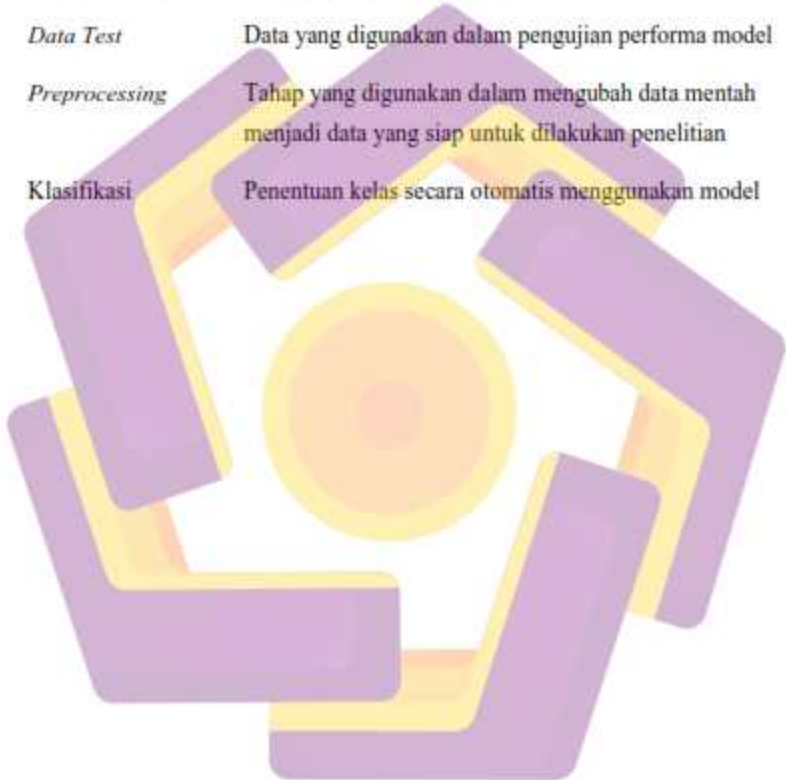 Data Test Data yang digunakan dalam pengujian performa model
Preprocessing Tahap yang digunakan dalam mengubah data mentah
menjadi data yang siap untuk dilakukan penelitian
Klasifikasi Penentuan kelas secara otomatis menggunakan model